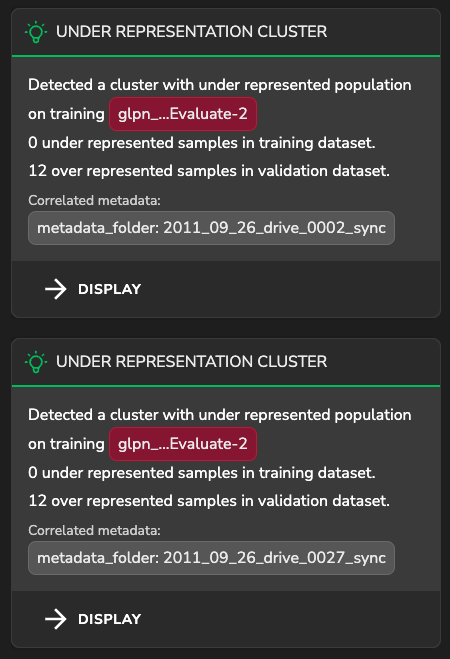 UNDER REPRESENTATION CLUSTER
Detected a cluster with under represented population
on training glpn_...Evaluate-2
0 under represented samples in training dataset.
12 over represented samples in validation dataset.
Correlated metadata:
metadata_folder: 2011_09_26_drive_0002_sync
DISPLAY
UNDER REPRESENTATION CLUSTER
Detected a cluster with under represented population
on training glpn_...Evaluate-2
0 under represented samples in training dataset.
12 over represented samples in validation dataset.
Correlated metadata:
metadata_folder: 2011_09_26_drive_0027_sync
DISPLAY